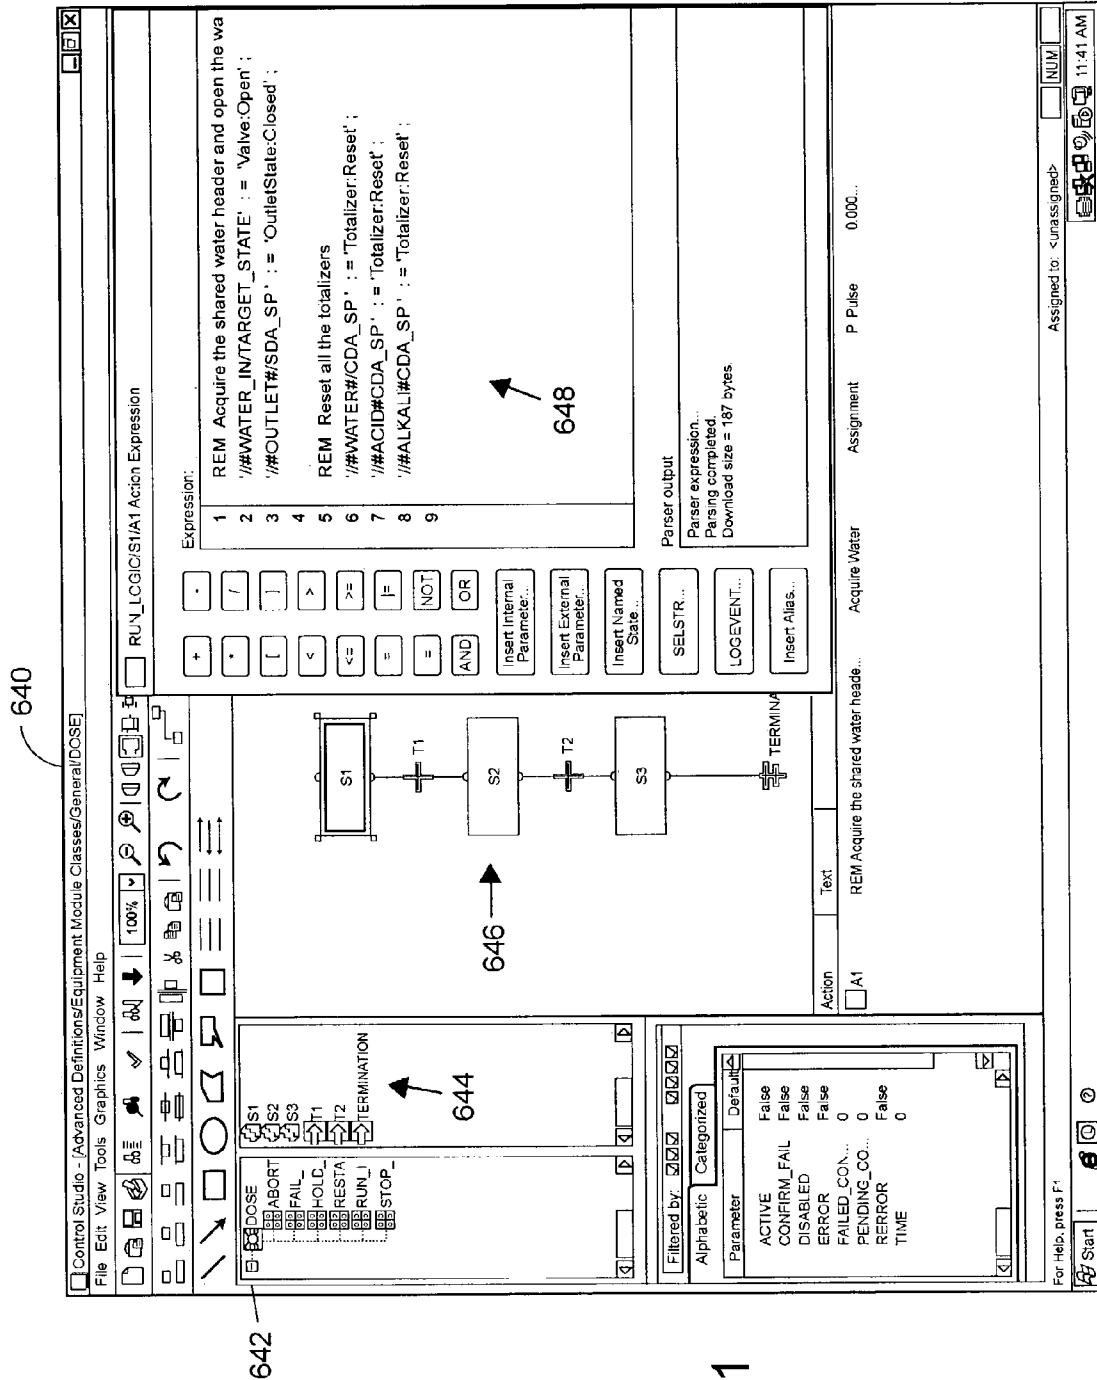 640
Control Studio - [Advanced Definitions/Equipment Module Classes/General/DOSE]
File Edit View Tools Graphics Window Help
100%
642
DOSE
ABORT
FAIL_
HOLD_
RESTA
RUN_I
STOP_
S1
S2
S3
T1
T2
TERMINATION
644
Filtered by:
Alphabetic
Categorized
Parameter Default
ACTIVE False
CONFIRM_FAIL False
DISABLED False
ERROR False
FAILED_CON... 0
PENDING_CO... 0
RERROR False
TIME 0
S1
T1
S2
T2
S3
TERMINA
646
RUN_LOGIC/S1/A1 Action Expression
+ -
* /
[ ]
< >
<= >=
= !=
= NOT
AND OR
Insert Internal
Parameter...
Insert External
Parameter...
Insert Named
State...
SELSTR...
LOGEVENT...
Insert Alias...
Expression:
1 REM Acquire the shared water header and open the wa
2 '//#WATER_IN/TARGET_STATE' : = 'Valve:Open' ;
3 '//#OUTLET#/SDA_SP' : = 'OutletState:Closed' ;
4
5 REM Reset all the totalizers
6 '//#WATER#/CDA_SP' : = 'Totalizer:Reset' ;
7 '//#ACID#CDA_SP' : = 'Totalizer:Reset' ;
8 '//#ALKALI#CDA_SP' : = 'Totalizer:Reset' ;
9
648
Parser output
Parser expression...
Parsing completed.
Download size = 187 bytes.
Action Text
A1 REM Acquire the shared water heade... Acquire Water Assignment P Pulse 0.000...
For Help, press F1
Assigned to: <unassigned>
NUM
Start
11:41 AM
1